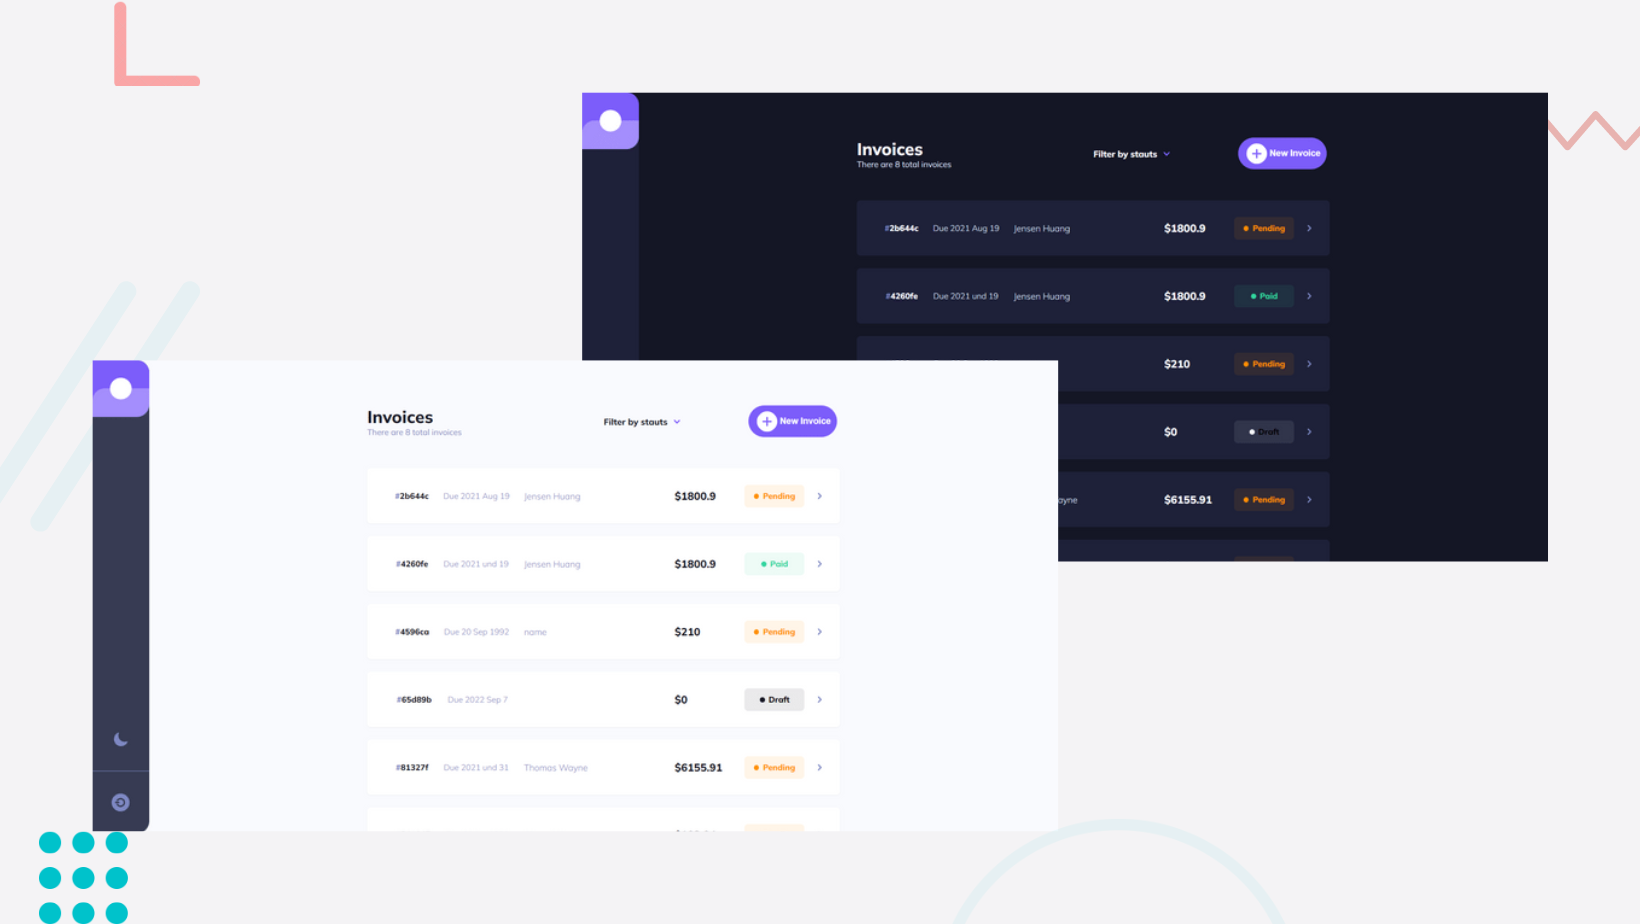 Invoices
There are 8 total invoices
Filter by stauts
New Invoice
#2b644c Due 2021 Aug 19 Jensen Huang $1800.9 Pending
#4260fe Due 2021 und 19 Jensen Huang $1800.9 Paid
$210 Pending
$0 Draft
ayne $6155.91 Pending
Invoices
There are 8 total invoices
Filter by stauts
New Invoice
#2b644c Due 2021 Aug 19 Jensen Huang $1800.9 Pending
#4260fe Due 2021 und 19 Jensen Huang $1800.9 Paid
#4596ca Due 20 Sep 1992 name $210 Pending
#65d89b Due 2022 Sep 7 $0 Draft
#81327f Due 2021 und 31 Thomas Wayne $6155.91 Pending